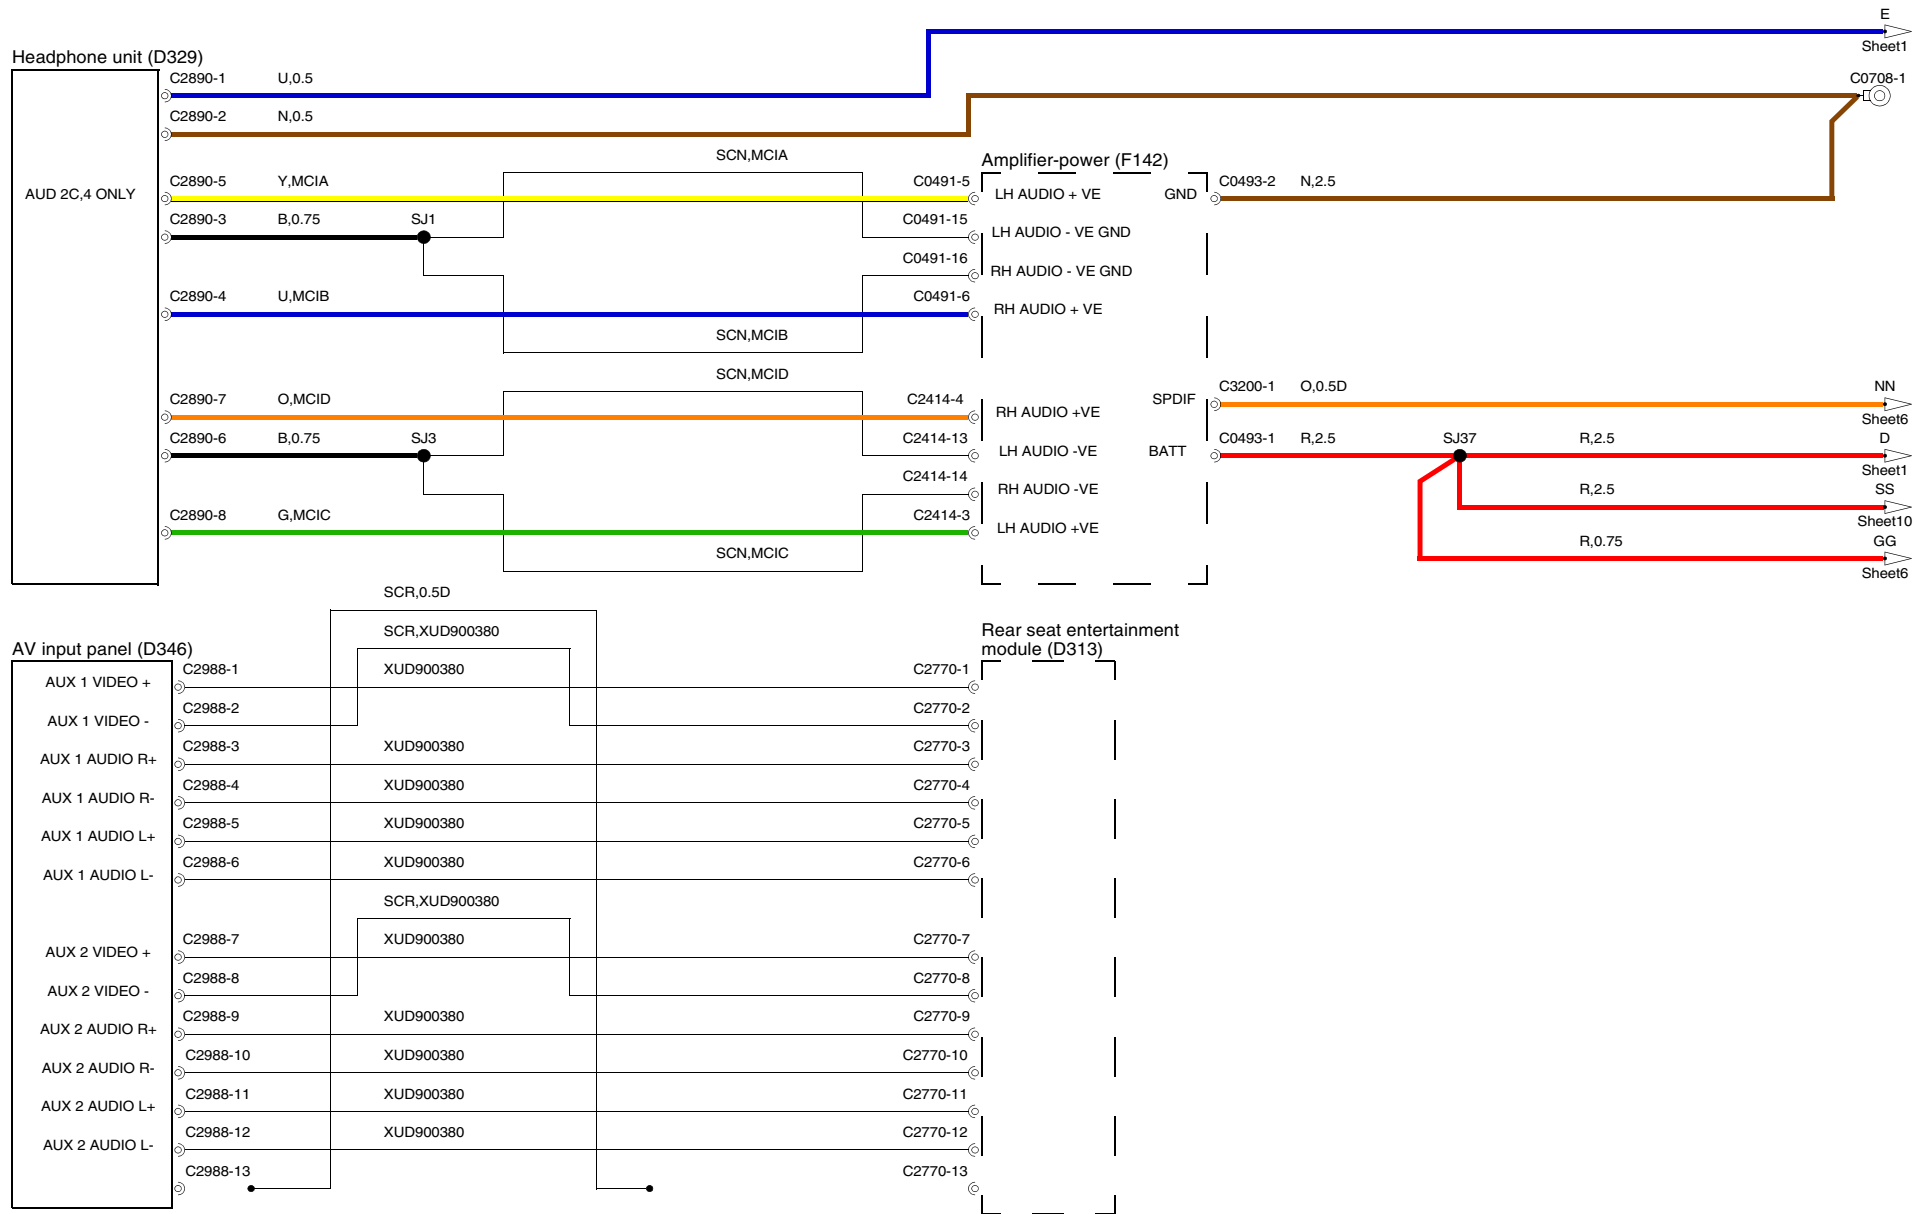 E
Sheet1
Headphone unit (D329)
C2890-1 U,0.5 C0708-1
C2890-2 N,0.5
SCN,MCIA
Amplifier-power (F142)
C2890-5 Y,MCIA C0491-5 C0493-2 N,2.5
AUD 2C,4 ONLY LH AUDIO + VE GND
C2890-3 B,0.75 SJ1 C0491-15
LH AUDIO - VE GND
C0491-16
RH AUDIO - VE GND
C2890-4 U,MCIB C0491-6
RH AUDIO + VE
SCN,MCIB
SCN,MCID
C3200-1 O,0.5D NN
C2890-7 O,MCID C2414-4 SPDIF
RH AUDIO +VE Sheet6
C2890-6 B,0.75 SJ3 C2414-13 C0493-1 R,2.5 SJ37 R,2.5 D
LH AUDIO -VE BATT
C2414-14 Sheet1
RH AUDIO -VE R,2.5 SS
C2890-8 G,MCIC C2414-3 Sheet10
LH AUDIO +VE
R,0.75 GG
SCN,MCIC
Sheet6
SCR,0.5D
SCR,XUD900380
Rear seat entertainment
module (D313)
AV input panel (D346)
C2988-1 XUD900380 C2770-1
AUX 1 VIDEO +
C2988-2 C2770-2
AUX 1 VIDEO -
C2988-3 XUD900380 C2770-3
AUX 1 AUDIO R+
C2988-4 XUD900380 C2770-4
AUX 1 AUDIO R-
C2988-5 XUD900380 C2770-5
AUX 1 AUDIO L+
C2988-6 XUD900380 C2770-6
AUX 1 AUDIO L-
SCR,XUD900380
C2988-7 XUD900380 C2770-7
AUX 2 VIDEO +
C2988-8 C2770-8
AUX 2 VIDEO -
C2988-9 XUD900380 C2770-9
AUX 2 AUDIO R+
C2988-10 XUD900380 C2770-10
AUX 2 AUDIO R-
C2988-11 XUD900380 C2770-11
AUX 2 AUDIO L+
C2988-12 XUD900380 C2770-12
AUX 2 AUDIO L-
C2988-13 C2770-13